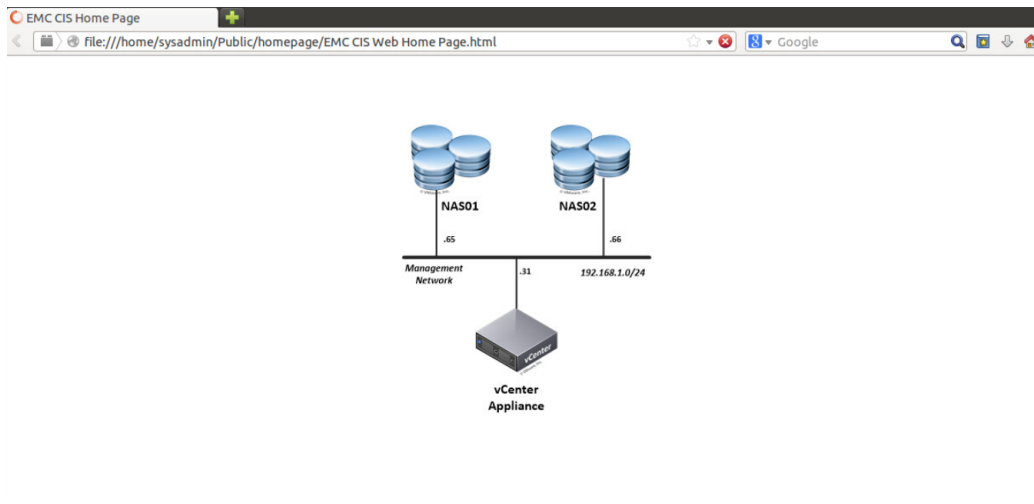 EMC CIS Home Page
file:///home/sysadmin/Public/homepage/EMC CIS Web Home Page.html
Google
NAS01
NAS02
.65
.66
Management
Network
.31
192.168.1.0/24
vCenter
vCenter
Appliance